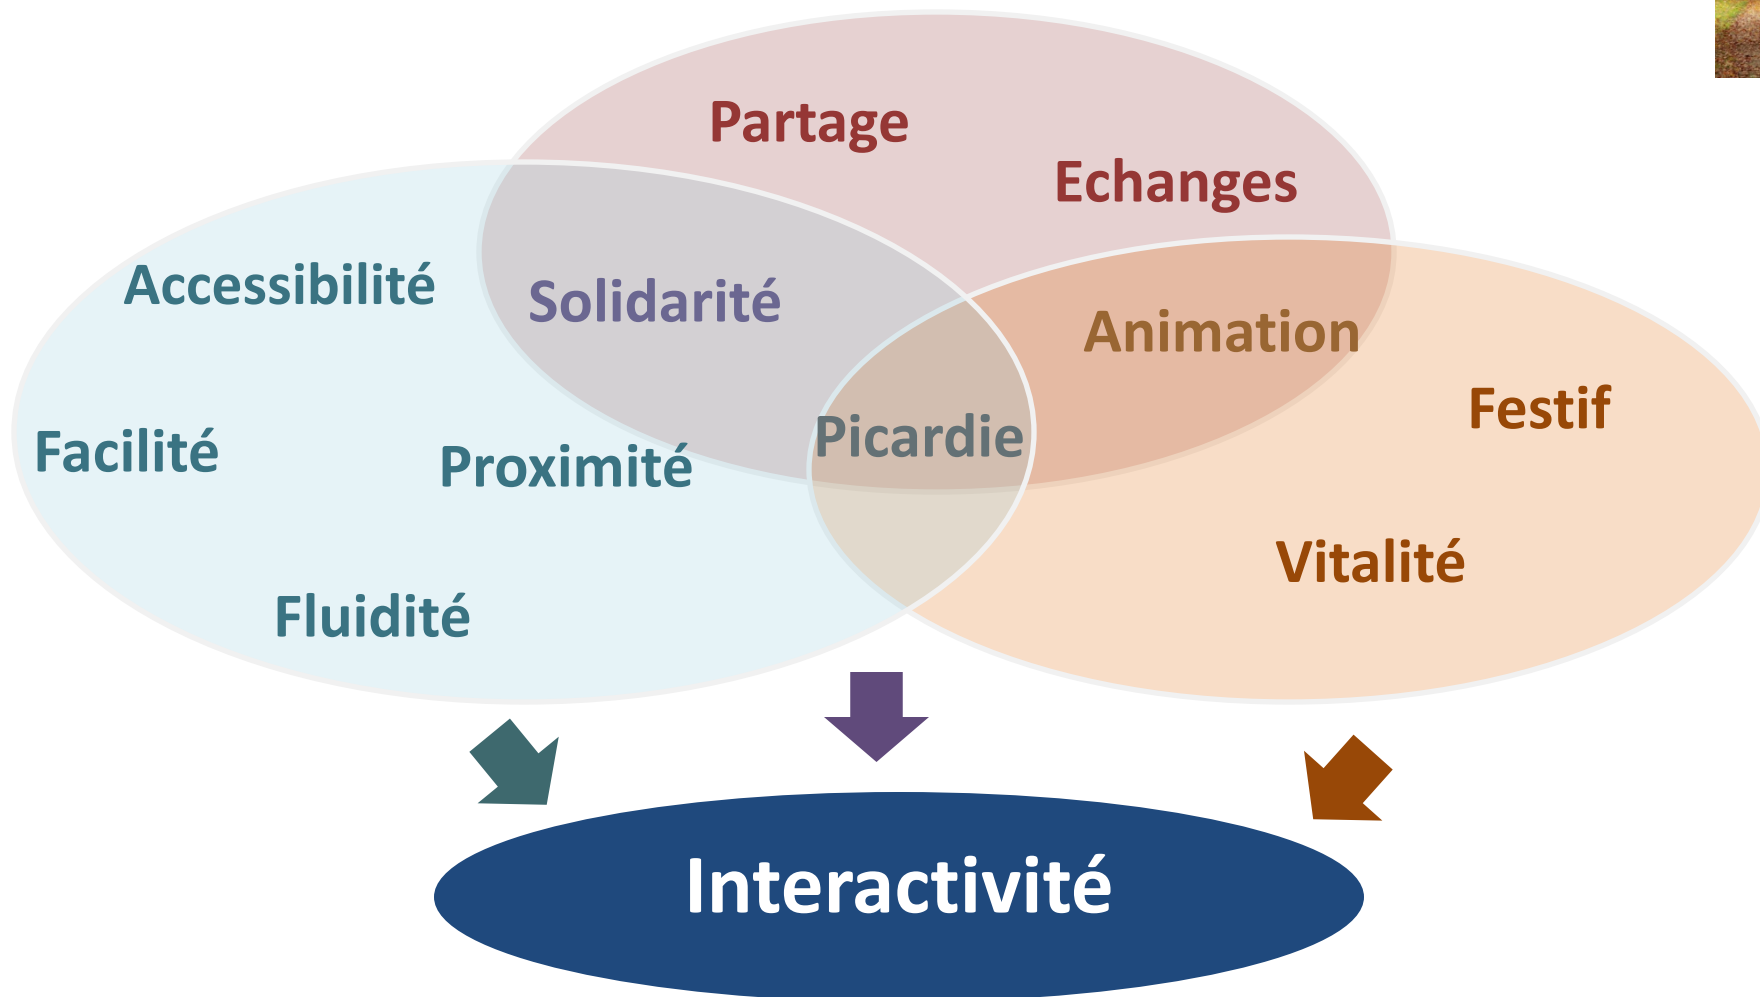 Partage
Echanges
Accessibilité
Solidarité
Animation
Festif
Facilité
Proximité
Picardie
Vitalité
Fluidité
Interactivité